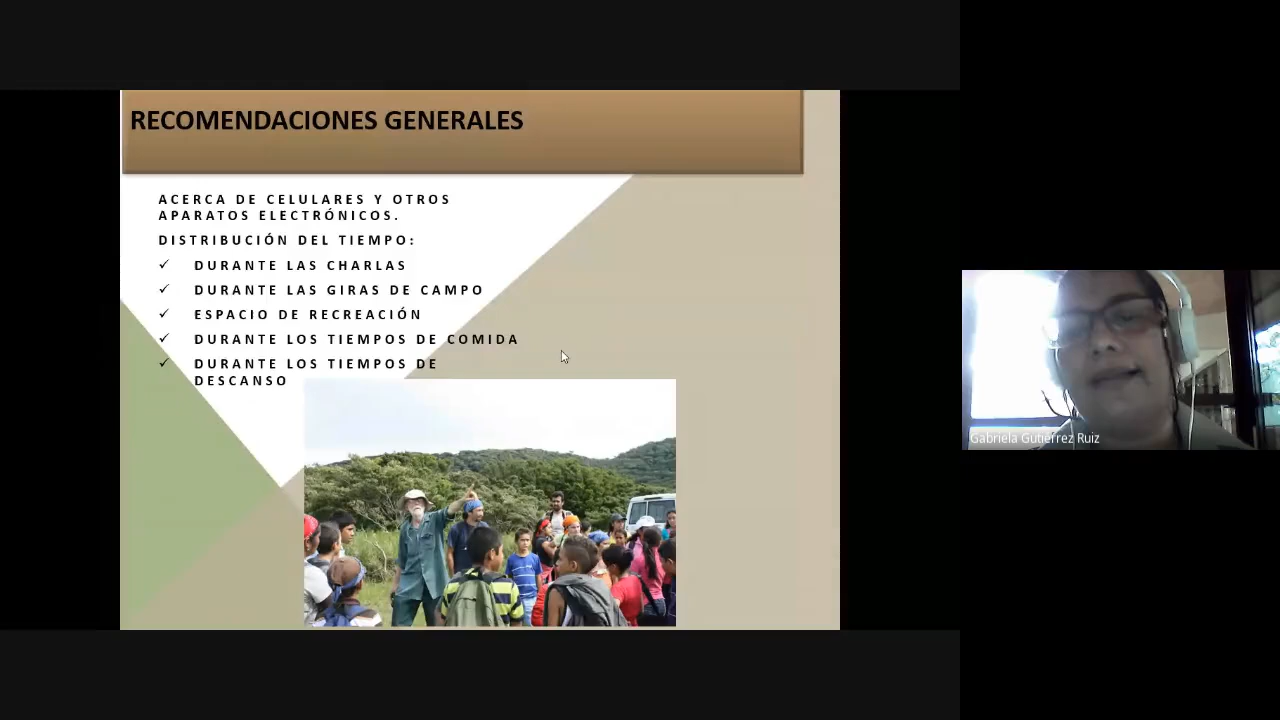 RECOMENDACIONES GENERALES
ACERCA DE CELULARES Y OTROS
APARATOS ELECTRÓNICOS.
DISTRIBUCIÓN DEL TIEMPO:
✓ DURANTE LAS CHARLAS
✓ DURANTE LAS GIRAS DE CAMPO
✓ ESPACIO DE RECREACIÓN
✓ DURANTE LOS TIEMPOS DE COMIDA
✓ DURANTE LOS TIEMPOS DE
DESCANSO
Gabriela Gutiérrez Ruiz